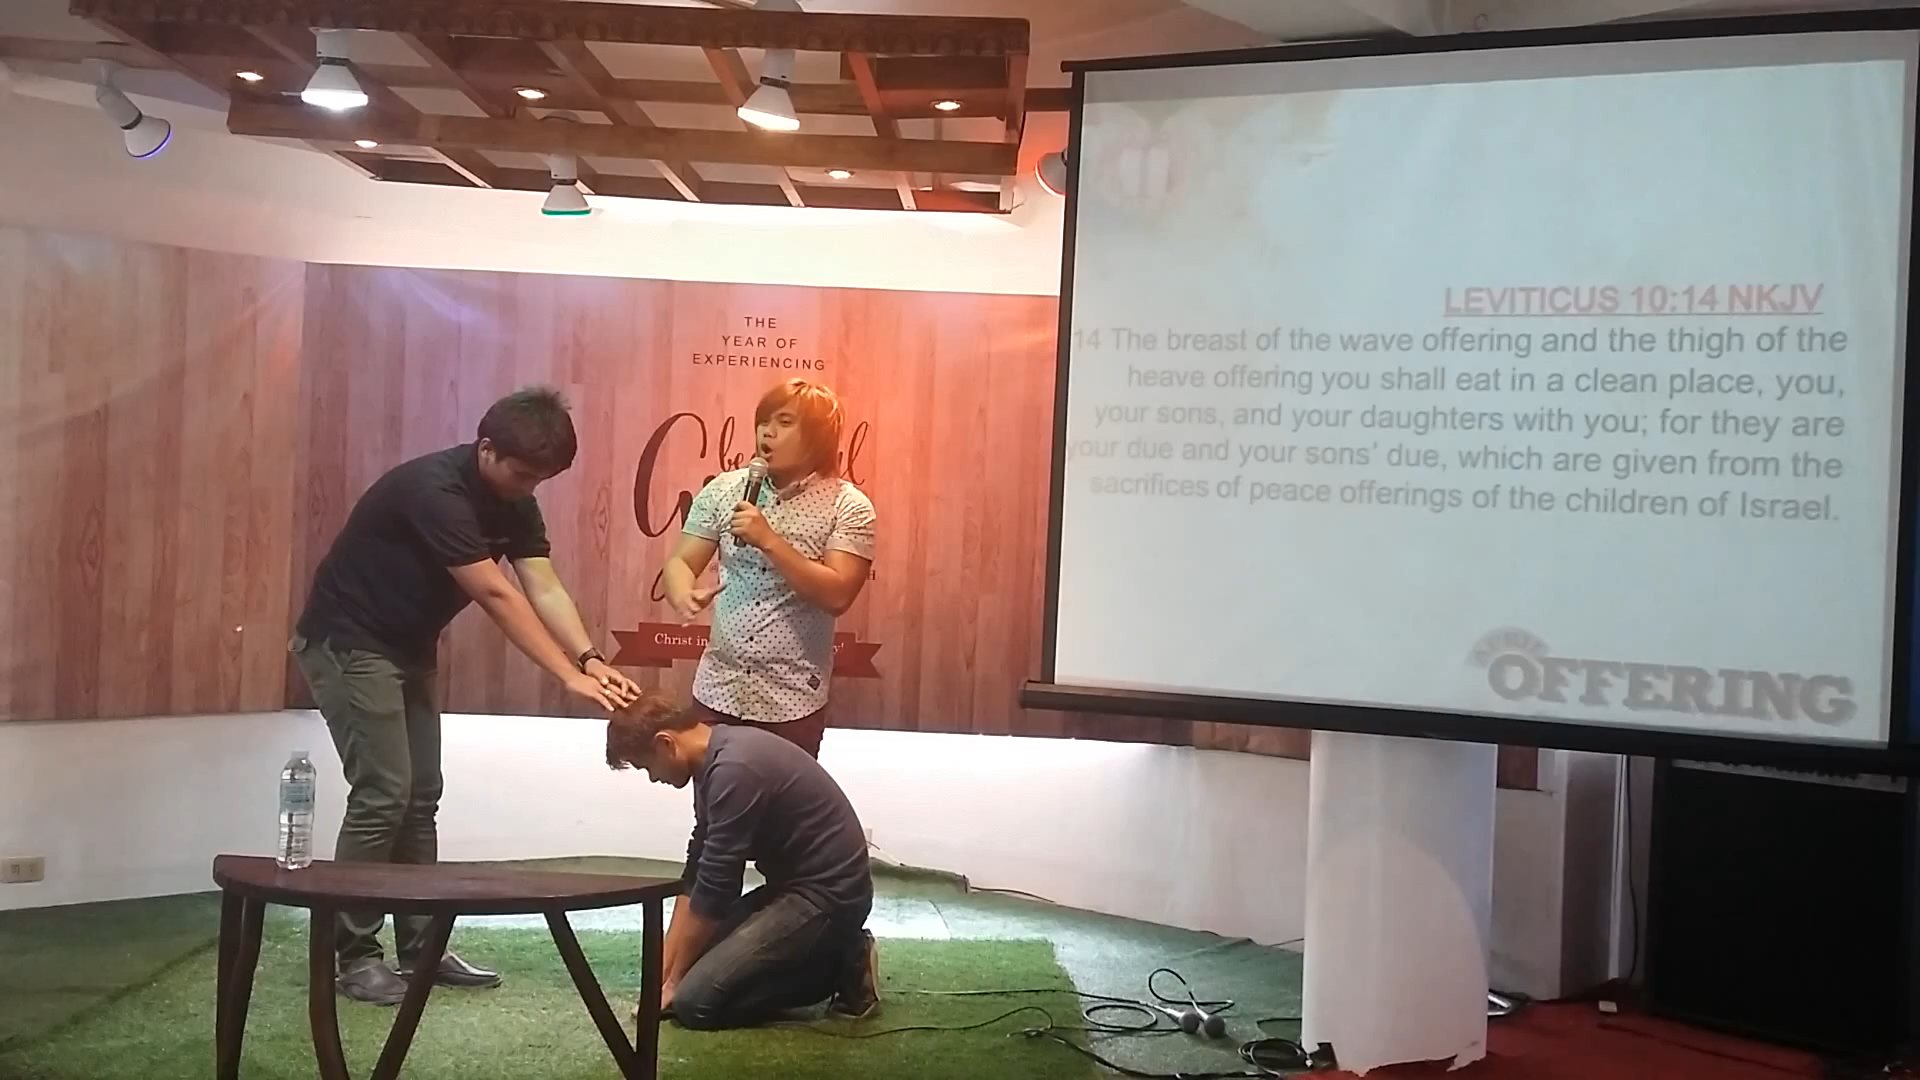 THE
YEAR OF
EXPERIENCING
Christ in
LEVITICUS 10:14 NKJV
14 The breast of the wave offering and the thigh of the
heave offering you shall eat in a clean place, you,
your sons, and your daughters with you; for they are
your due and your sons' due, which are given from the
sacrifices of peace offerings of the children of Israel.
OFFERING